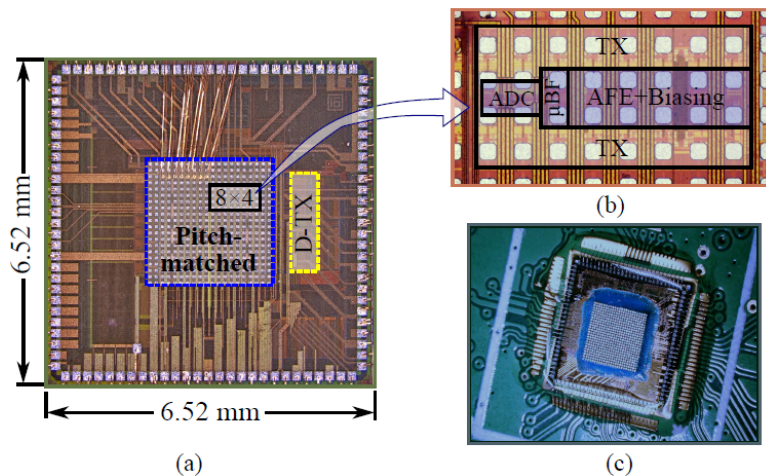 6.52 mm
8×4
Pitch-
matched
D-TX
6.52 mm
(a)
TX
ADC
μBF
AFE+Biasing
TX
(b)
(c)